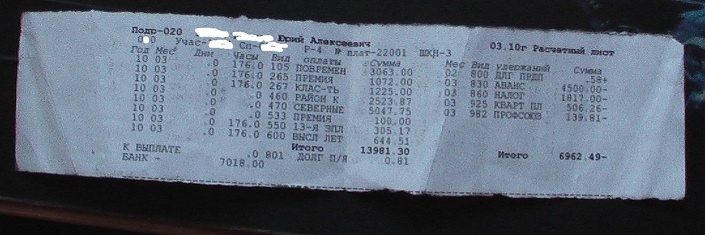 Подр-020 Юрий Алексеевич 03.10г Расчетный лист
Учас- Сп- Р-4 № плат-22001 ШКН-3
Год Мес Дни Часы Вид оплаты Сумма Мес Вид удержаний Сумма
10 03 .0 176.0 105 ПОВРЕМЕН 3063.00 02 800 ДЛГ ПРДП .58+
10 03 .0 176.0 265 ПРЕМИЯ 1072.00 03 830 АВАНС 4500.00-
10 03 .0 176.0 267 КЛАС-ТЬ 1225.00 03 860 НАЛОГ 1817.00-
10 03 .0 .0 460 РАЙОН К 2523.87 03 925 КВАРТ ПЛ 506.26-
10 03 .0 .0 470 СЕВЕРНЫЕ 5047.75 03 982 ПРОФСОЮЗ 139.81-
10 03 .0 .0 533 ПРЕМИЯ 100.00
10 03 .0 176.0 550 13-Я ЗПЛ 305.17
10 03 .0 176.0 600 ВЫСЛ ЛЕТ 644.51
Итого 13981.30 Итого 6962.49-
К ВЫПЛАТЕ .0 801 ДОЛГ П/Я 0.81
БАНК - 7018.00